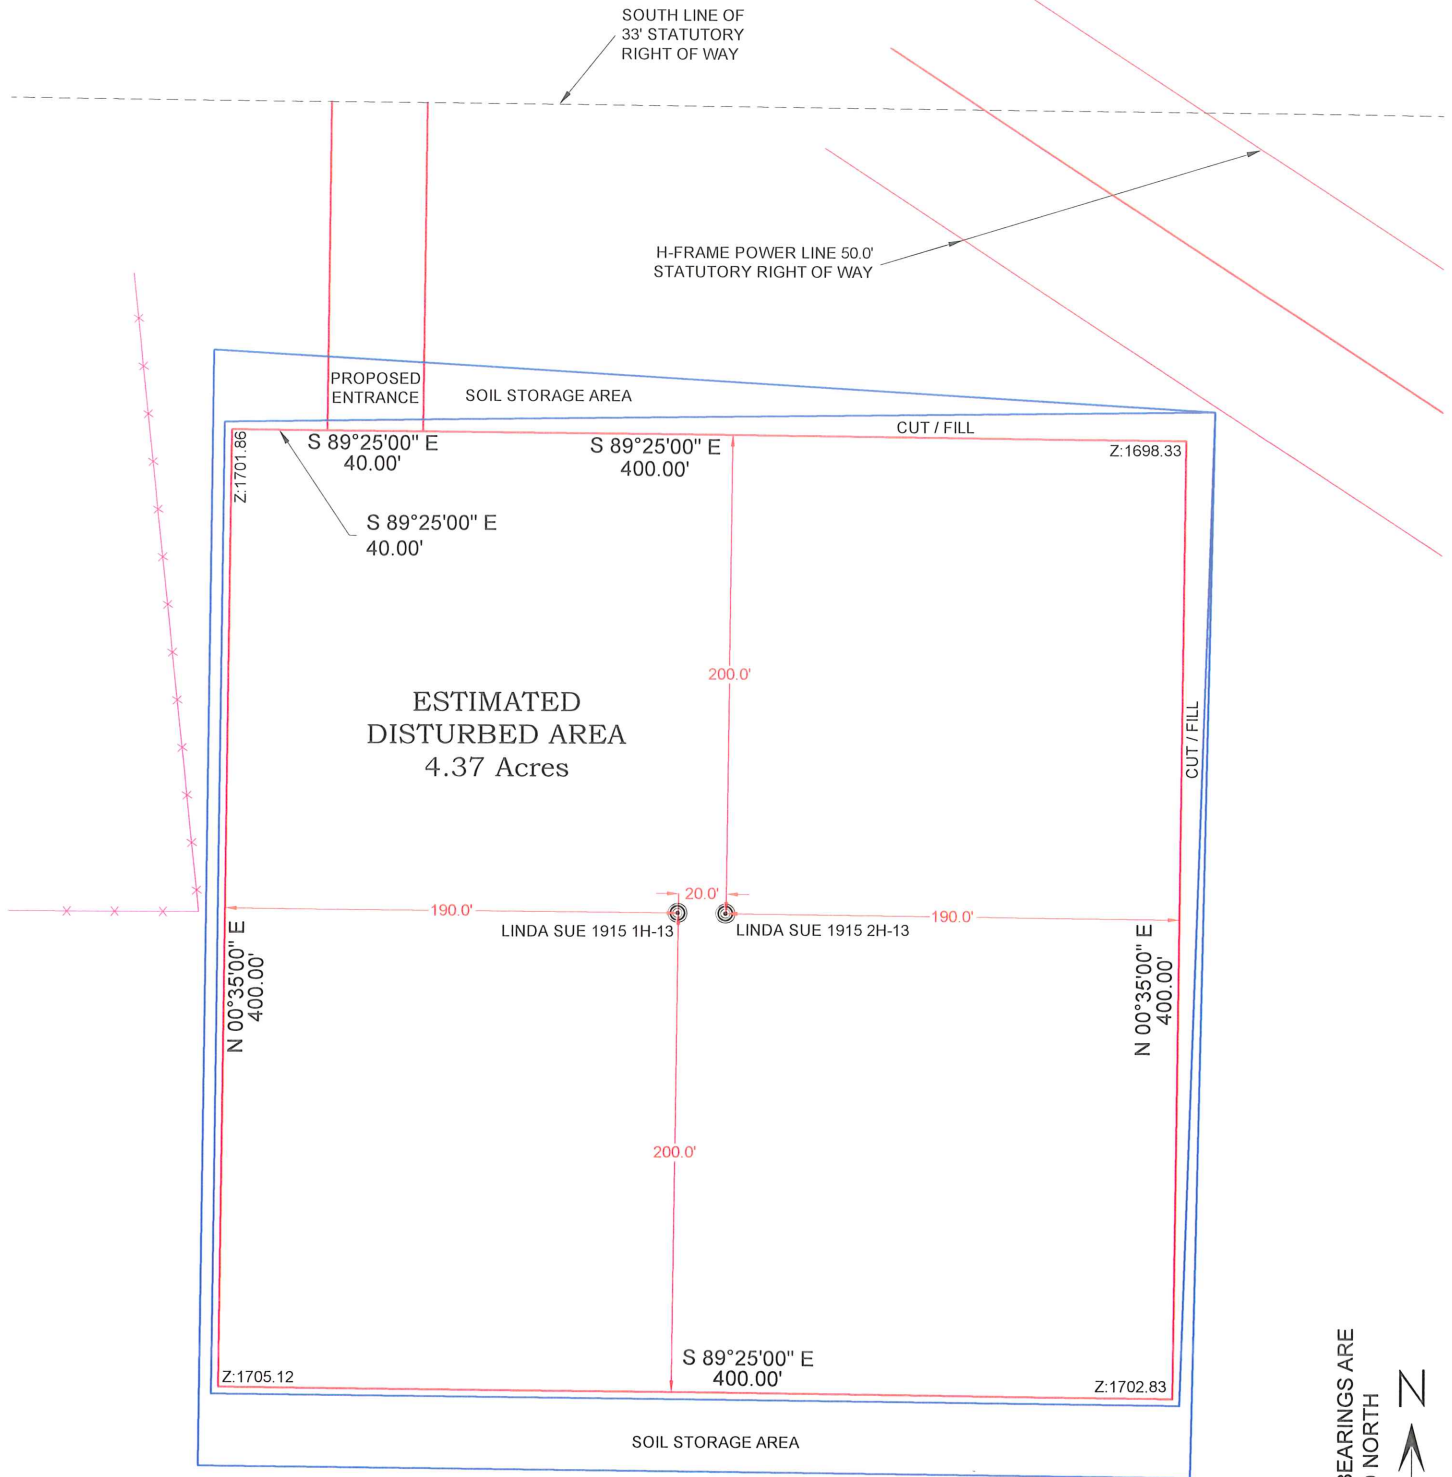 SOUTH LINE OF
33' STATUTORY
RIGHT OF WAY
H-FRAME POWER LINE 50.0'
STATUTORY RIGHT OF WAY
PROPOSED
ENTRANCE
SOIL STORAGE AREA
CUT / FILL
Z:1701.86
S 89°25'00" E
40.00'
S 89°25'00" E
400.00'
Z:1698.33
S 89°25'00" E
40.00'
200.0'
ESTIMATED
DISTURBED AREA
4.37 Acres
CUT / FILL
20.0'
190.0'
190.0'
LINDA SUE 1915 1H-13
LINDA SUE 1915 2H-13
N 00°35'00" E
400.00'
N 00°35'00" E
400.00'
200.0'
S 89°25'00" E
400.00'
Z:1705.12
Z:1702.83
SOIL STORAGE AREA
BEARINGS ARE
NORTH
N